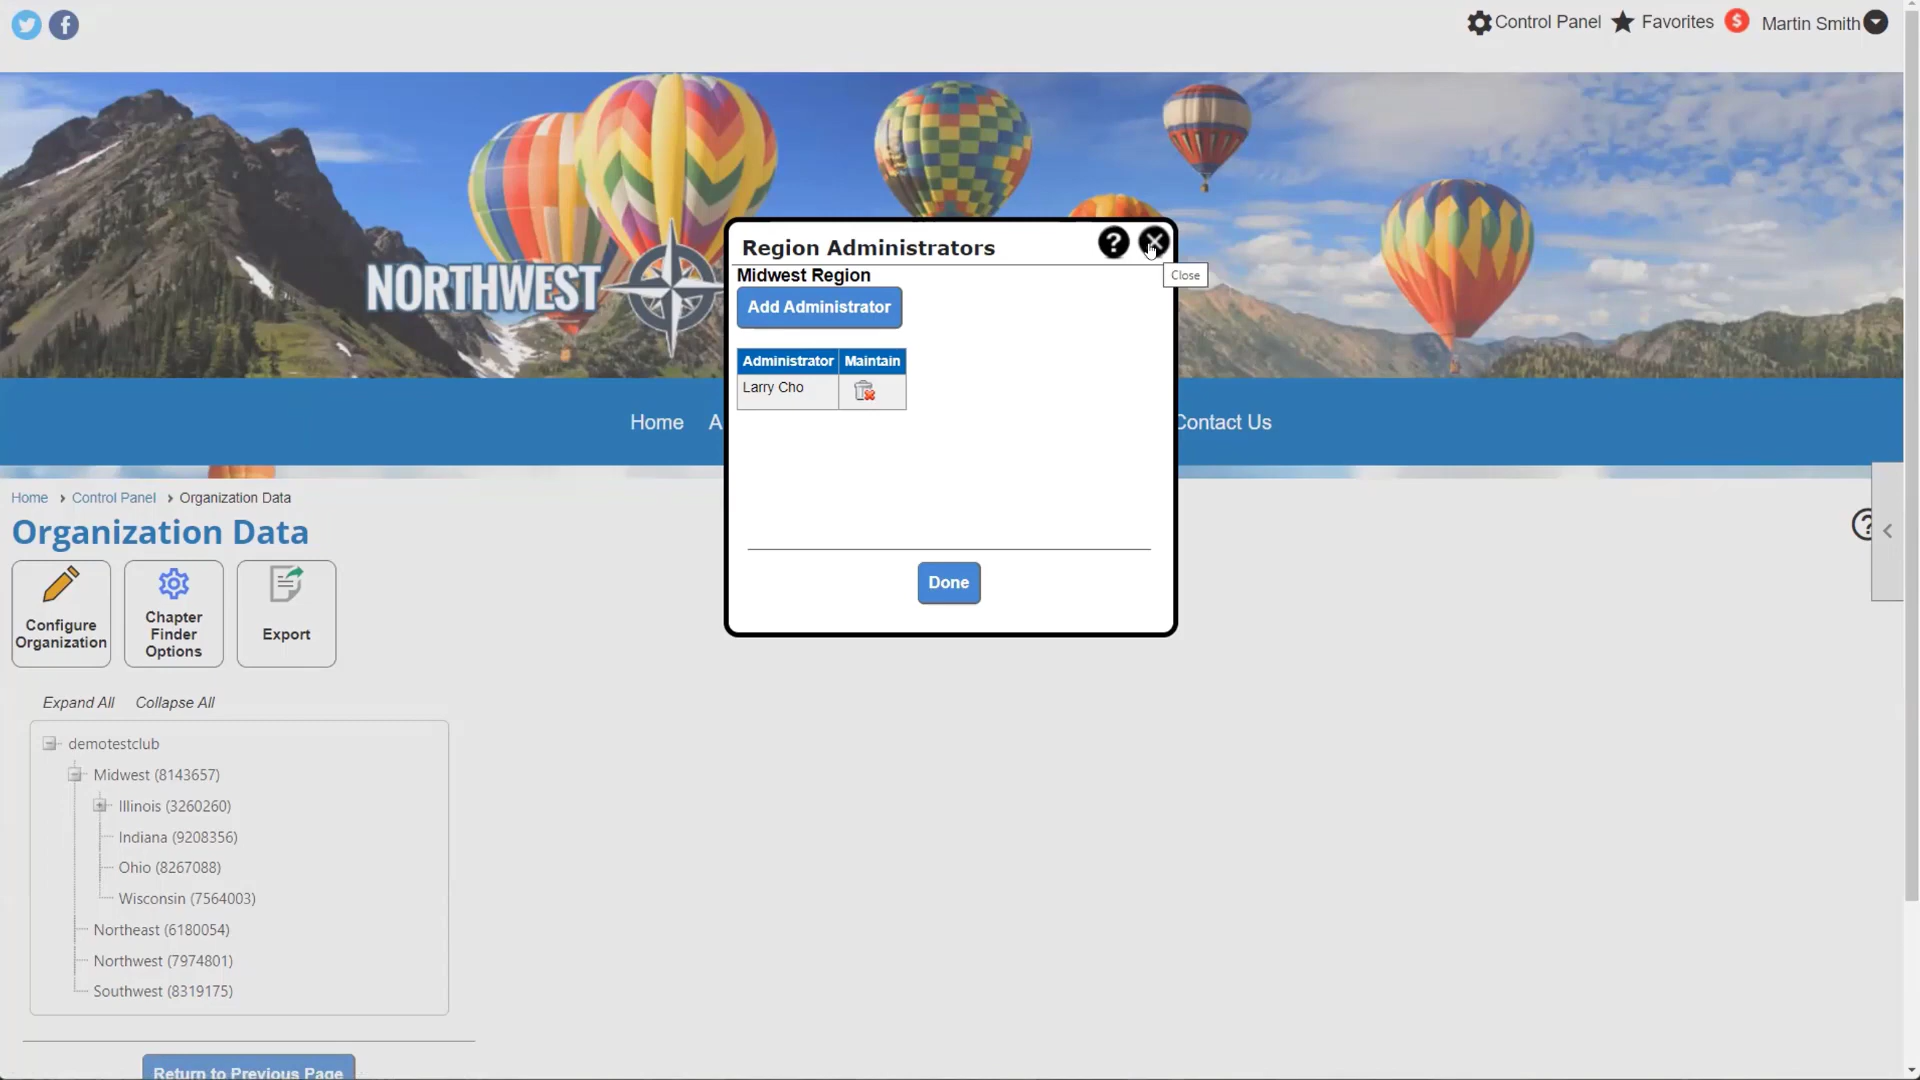 Control Panel
Favorites
$
Martin Smith
NORTHWEST
Region Administrators
?
Close
Midwest Region
Add Administrator
Administrator Maintain
Larry Cho
Done
Home A Contact Us
Home › Control Panel › Organization Data
Organization Data
Configure
Organization
Chapter
Finder
Options
Export
Expand All Collapse All
demotestclub
Midwest (8143657)
Illinois (3260260)
Indiana (9208356)
Ohio (8267088)
Wisconsin (7564003)
Northeast (6180054)
Northwest (7974801)
Southwest (8319175)
Return to Previous Page